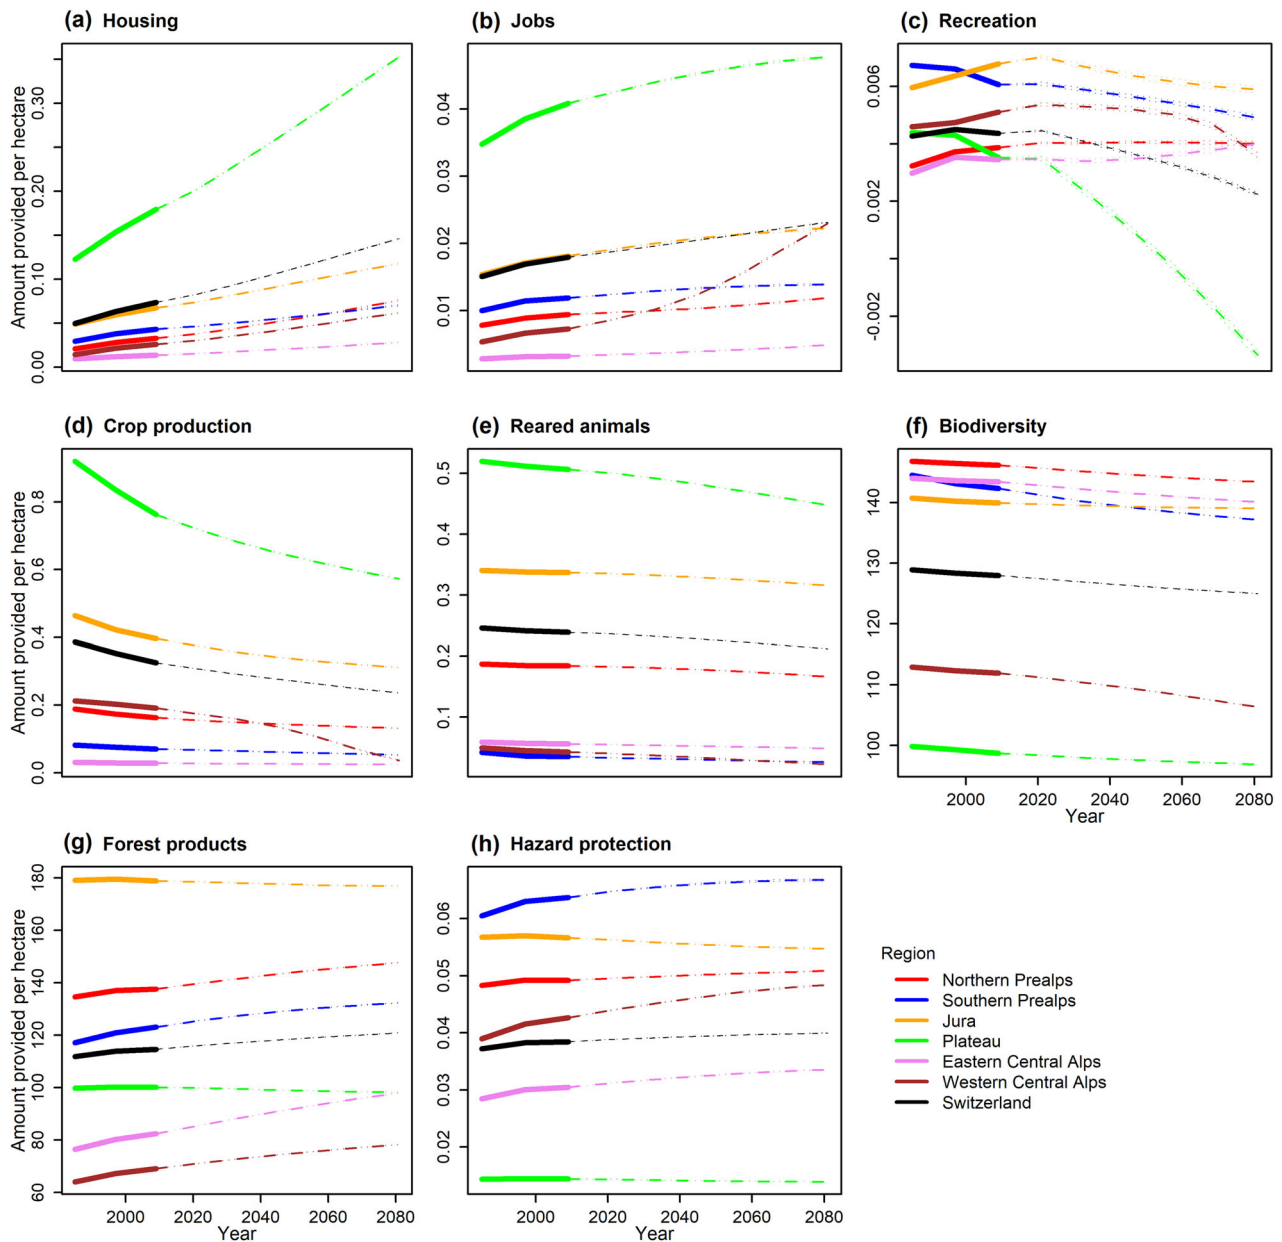 (a) Housing
(b) Jobs
(c) Recreation
Amount provided per hectare
0.00
0.10
0.20
0.30
0.01
0.02
0.03
0.04
-0.002
0.002
0.006
(d) Crop production
(e) Reared animals
(f) Biodiversity
Amount provided per hectare
0.0
0.2
0.4
0.6
0.8
0.1
0.2
0.3
0.4
0.5
100
110
120
130
140
2000 2020 2040 2060 2080
Year
(g) Forest products
(h) Hazard protection
Amount provided per hectare
60
80
100
120
140
160
180
0.02
0.03
0.04
0.05
0.06
2000 2020 2040 2060 2080
Year
2000 2020 2040 2060 2080
Year
Region
Northern Prealps
Southern Prealps
Jura
Plateau
Eastern Central Alps
Western Central Alps
Switzerland